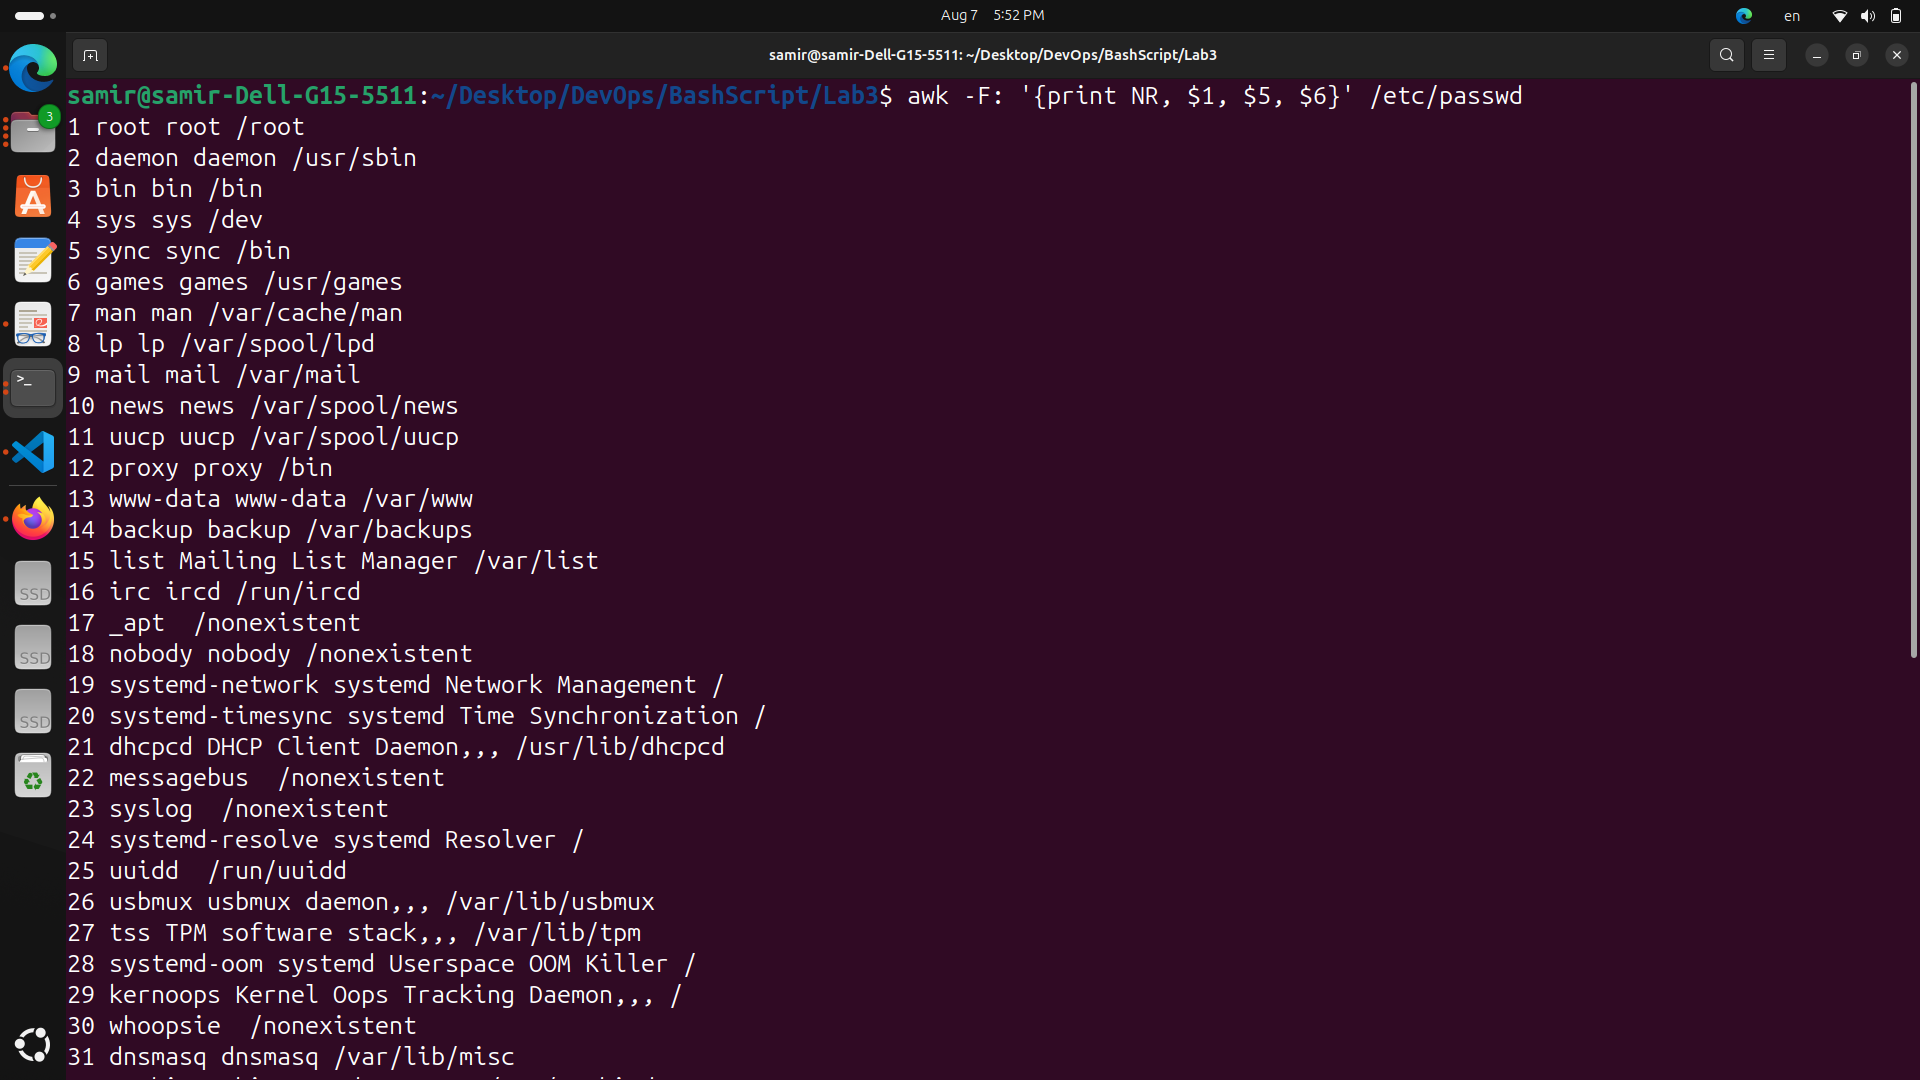 Aug 7 5:52 PM
en
samir@samir-Dell-G15-5511: ~/Desktop/DevOps/BashScript/Lab3
3
samir@samir-Dell-G15-5511:~/Desktop/DevOps/BashScript/Lab3$ awk -F: '{print NR, $1, $5, $6}' /etc/passwd
1 root root /root
2 daemon daemon /usr/sbin
3 bin bin /bin
4 sys sys /dev
5 sync sync /bin
6 games games /usr/games
7 man man /var/cache/man
8 lp lp /var/spool/lpd
9 mail mail /var/mail
10 news news /var/spool/news
11 uucp uucp /var/spool/uucp
12 proxy proxy /bin
13 www-data www-data /var/www
14 backup backup /var/backups
15 list Mailing List Manager /var/list
16 irc ircd /run/ircd
17 _apt  /nonexistent
18 nobody nobody /nonexistent
19 systemd-network systemd Network Management /
20 systemd-timesync systemd Time Synchronization /
21 dhcpcd DHCP Client Daemon,,, /usr/lib/dhcpcd
22 messagebus  /nonexistent
23 syslog  /nonexistent
24 systemd-resolve systemd Resolver /
25 uuidd  /run/uuidd
26 usbmux usbmux daemon,,, /var/lib/usbmux
27 tss TPM software stack,,, /var/lib/tpm
28 systemd-oom systemd Userspace OOM Killer /
29 kernoops Kernel Oops Tracking Daemon,,, /
30 whoopsie  /nonexistent
31 dnsmasq dnsmasq /var/lib/misc
SSD
SSD
SSD